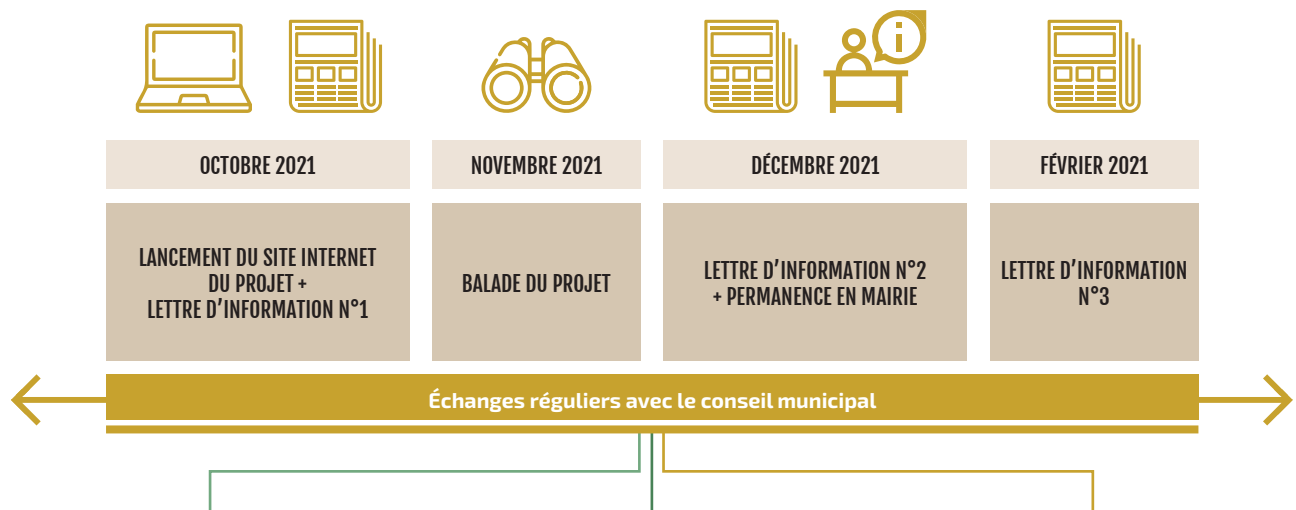 OCTOBRE 2021
NOVEMBRE 2021
DÉCEMBRE 2021
FÉVRIER 2021
LANCEMENT DU SITE INTERNET
DU PROJET +
LETTRE D'INFORMATION N°1
BALADE DU PROJET
LETTRE D'INFORMATION N°2
+ PERMANENCE EN MAIRIE
LETTRE D'INFORMATION
N°3
Échanges réguliers avec le conseil municipal